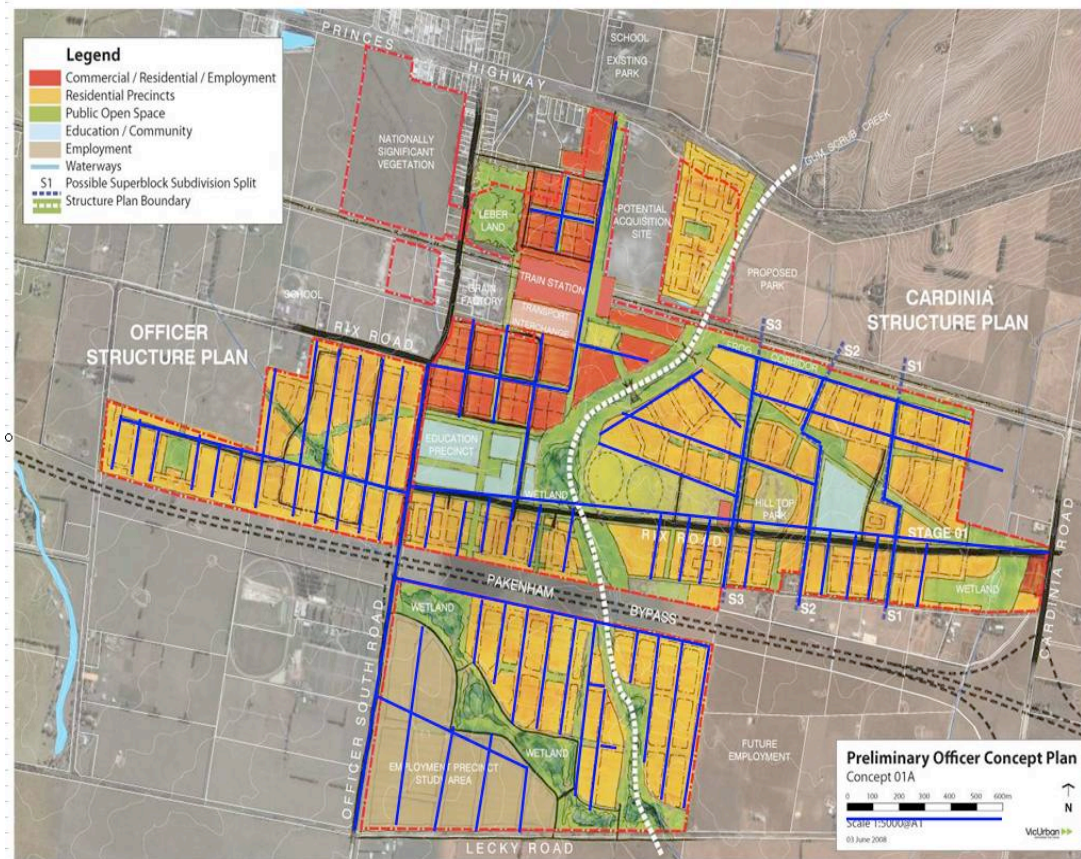 PRINCES
HIGHWAY
SCHOOL
EXISTING
PARK
Legend
Commercial / Residential / Employment
Residential Precincts
Public Open Space
Education / Community
Employment
Waterways
S1 Possible Superblock Subdivision Split
Structure Plan Boundary
NATIONALLY
SIGNIFICANT
VEGETATION
GUM SCRUB CREEK
LEBER
LAND
POTENTIAL
ACQUISITION
SITE
TRAIN STATION
PROPOSED
PARK
SCHOOL
FACTORY
TRANSPORT
INTERCHANGE
CARDINIA
STRUCTURE PLAN
OFFICER
STRUCTURE PLAN
RIX ROAD
S3
S2
S1
FROG CORRIDOR
EDUCATION
PRECINCT
WETLAND
HILL TOP
PARK
RIX ROAD
STAGE 01
WETLAND
CARDINIA ROAD
PAKENHAM
BYPASS
S3
S2
S1
WETLAND
OFFICER SOUTH ROAD
WETLAND
EMPLOYMENT PRECINCT
STUDY AREA
FUTURE
EMPLOYMENT
LECKY ROAD
Preliminary Officer Concept Plan
Concept 01A
0 100 200 300 400 500 600m
Scale 1:5000@A1
03 June 2008
N
VicUrban